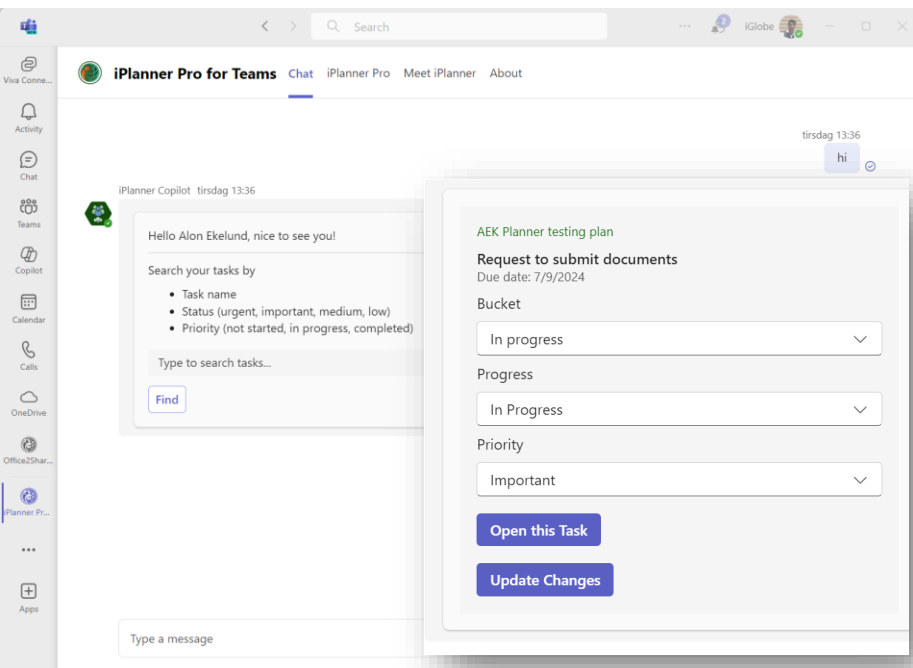 Search
2
iGlobe
Viva Conne...
Activity
Chat
Teams
Copilot
Calendar
Calls
OneDrive
Office2Shar...
iPlanner Pr...
Apps
iPlanner Pro for Teams
Chat
iPlanner Pro
Meet iPlanner
About
tirsdag 13:36
hi
iPlanner Copilot tirsdag 13:36
Hello Alon Ekelund, nice to see you!
Search your tasks by
• Task name
• Status (urgent, important, medium, low)
• Priority (not started, in progress, completed)
Type to search tasks...
Find
AEK Planner testing plan
Request to submit documents
Due date: 7/9/2024
Bucket
In progress
Progress
In Progress
Priority
Important
Open this Task
Update Changes
Type a message